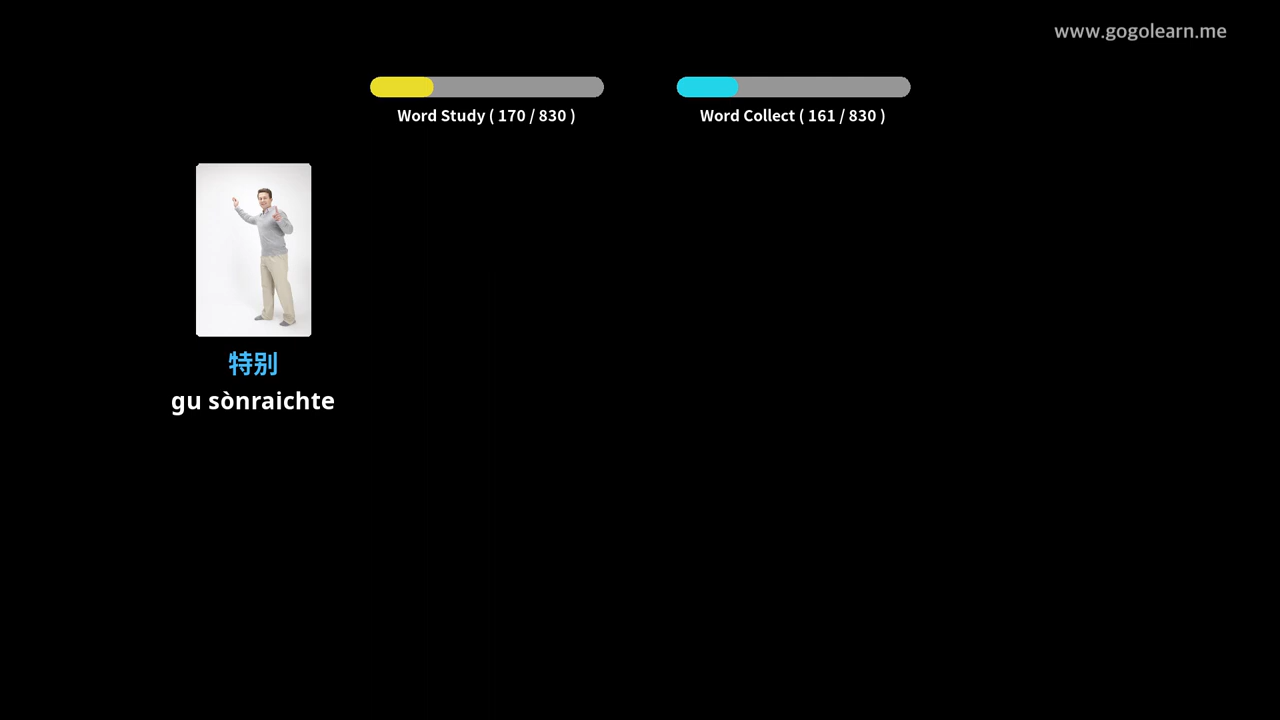 www.gogolearn.me
Word Study ( 170 / 830 )
Word Collect ( 161 / 830 )
特别
gu sònraichte